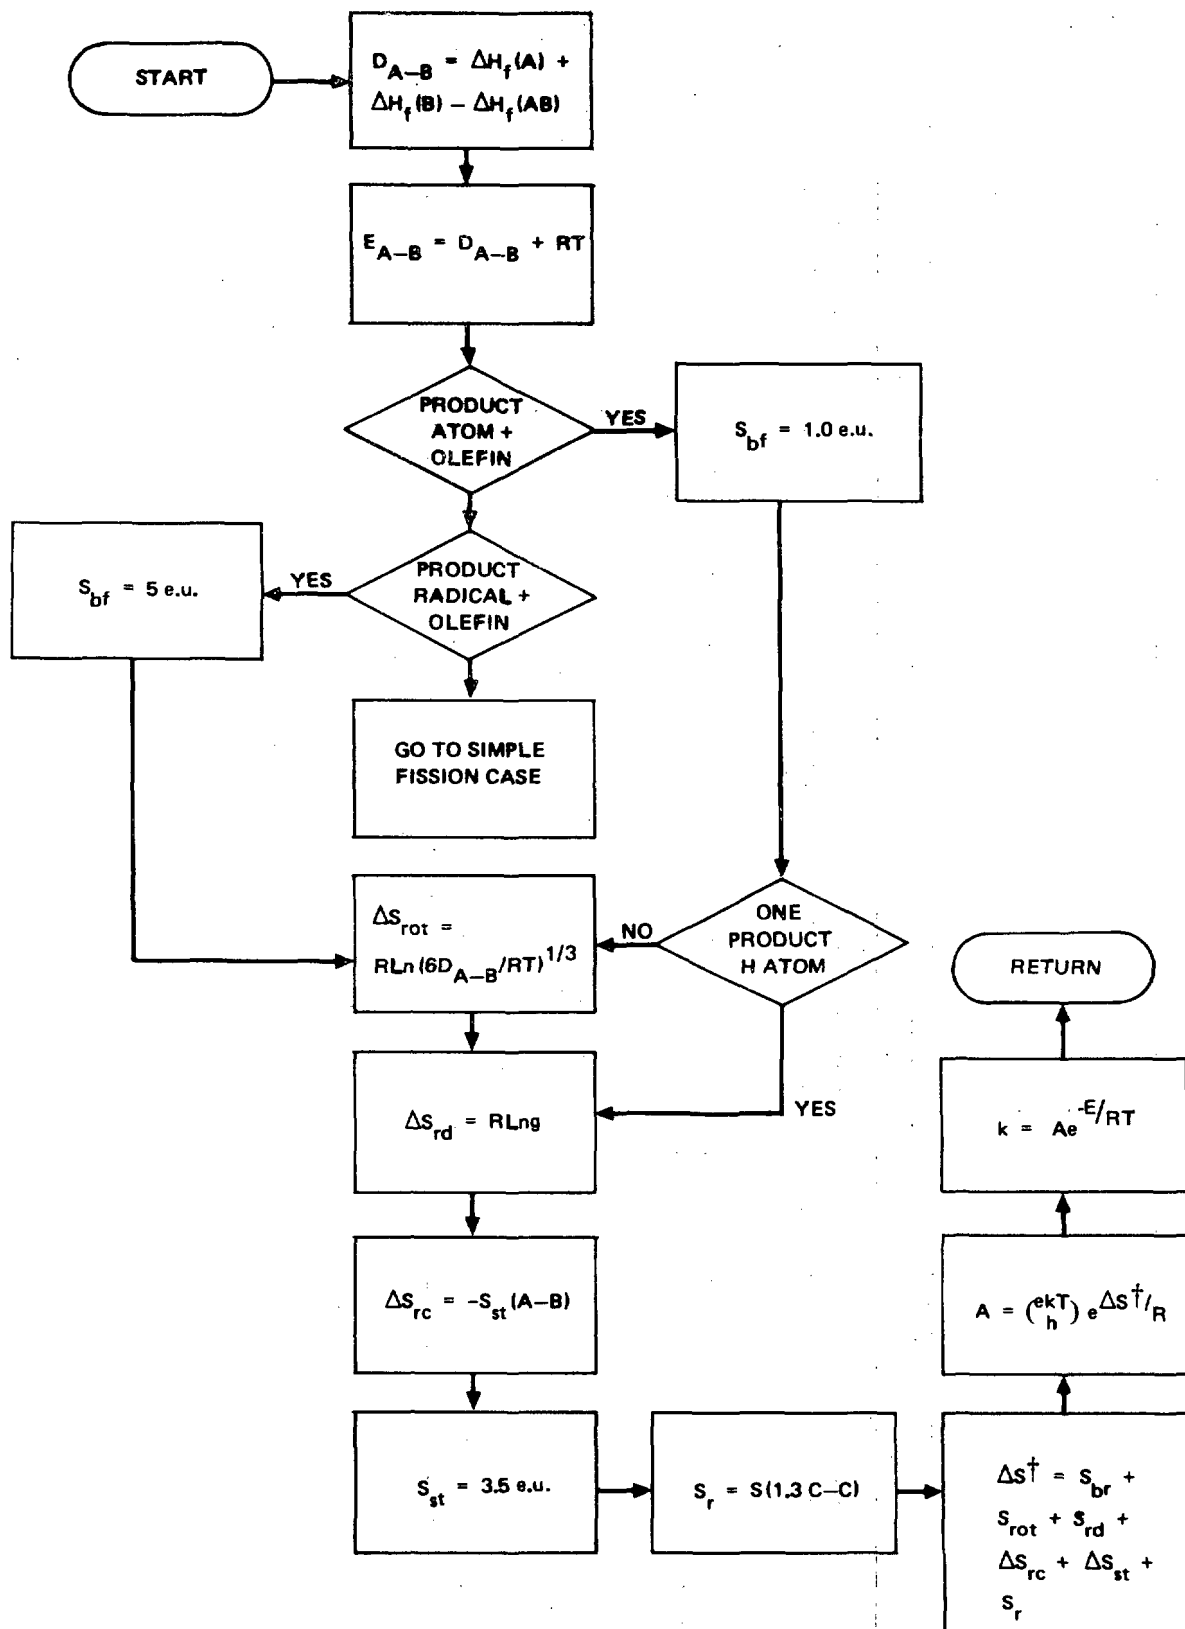 START
D_A–B = ΔH_f(A) +
ΔH_f(B) – ΔH_f(AB)
E_A–B = D_A–B + RT
PRODUCT
ATOM +
OLEFIN
YES
S_bf = 1.0 e.u.
PRODUCT
RADICAL +
OLEFIN
YES
S_bf = 5 e.u.
GO TO SIMPLE
FISSION CASE
ΔS_rot =
RLn(6D_A–B/RT)^1/3
NO
ONE
PRODUCT
H ATOM
YES
ΔS_rd = RLng
ΔS_rc = -S_st(A–B)
S_st = 3.5 e.u.
S_r = S(1.3 C–C)
ΔS† = S_br +
S_rot + S_rd +
ΔS_rc + ΔS_st +
S_r
A = (ekT/h) e^ΔS†/R
k = Ae^-E/RT
RETURN